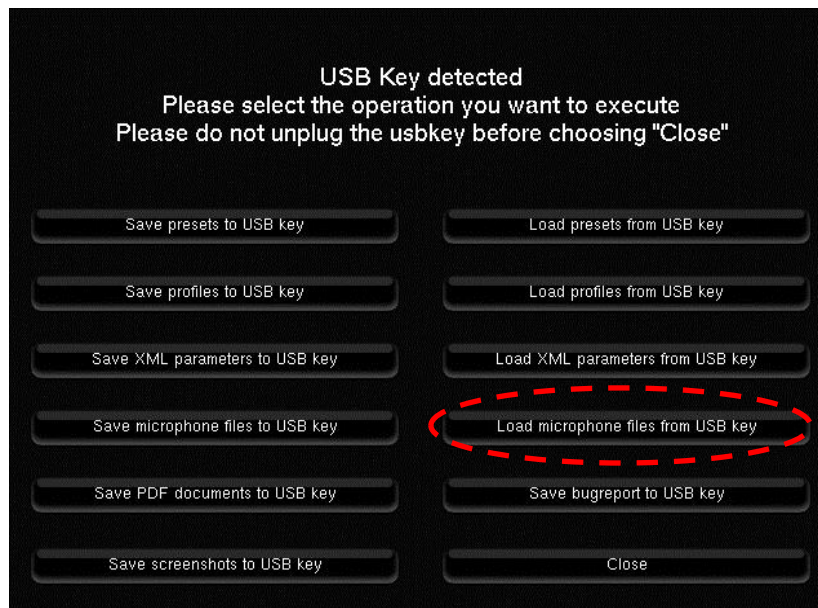 USB Key detected
Please select the operation you want to execute
Please do not unplug the usbkey before choosing "Close"
Save presets to USB key
Load presets from USB key
Save profiles to USB key
Load profiles from USB key
Save XML parameters to USB key
Load XML parameters from USB key
Save microphone files to USB key
Load microphone files from USB key
Save PDF documents to USB key
Save bugreport to USB key
Save screenshots to USB key
Close